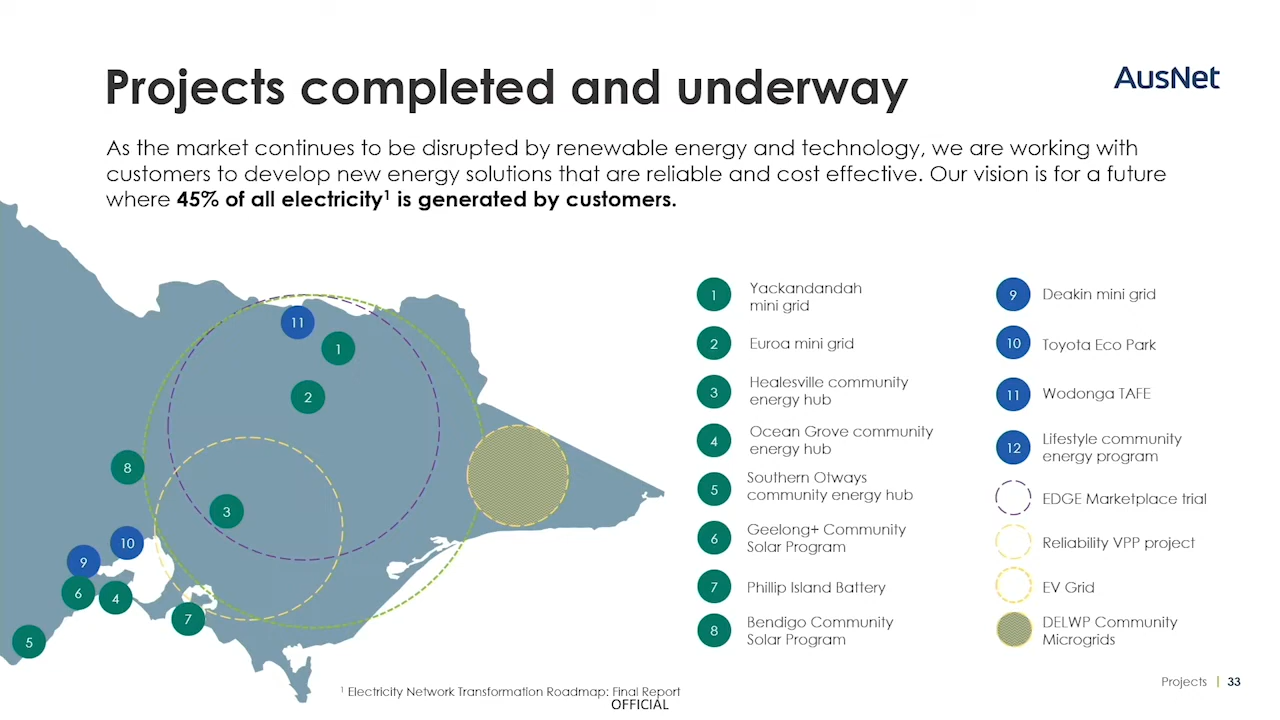 Projects completed and underway
AusNet
As the market continues to be disrupted by renewable energy and technology, we are working with
customers to develop new energy solutions that are reliable and cost effective. Our vision is for a future
where 45% of all electricity¹ is generated by customers.
11
1
2
8
3
10
9
6
4
7
5
1 Yackandandah
mini grid
2 Euroa mini grid
3 Healesville community
energy hub
4 Ocean Grove community
energy hub
5 Southern Otways
community energy hub
6 Geelong+ Community
Solar Program
7 Phillip Island Battery
8 Bendigo Community
Solar Program
9 Deakin mini grid
10 Toyota Eco Park
11 Wodonga TAFE
12 Lifestyle community
energy program
EDGE Marketplace trial
Reliability VPP project
EV Grid
DELWP Community
Microgrids
¹ Electricity Network Transformation Roadmap: Final Report
OFFICIAL
Projects | 33